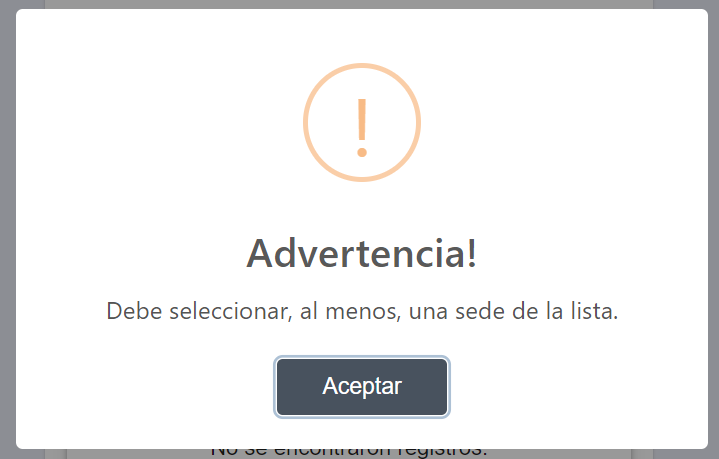 !
Advertencia!
Debe seleccionar, al menos, una sede de la lista.
Aceptar
No se encontraron registros.